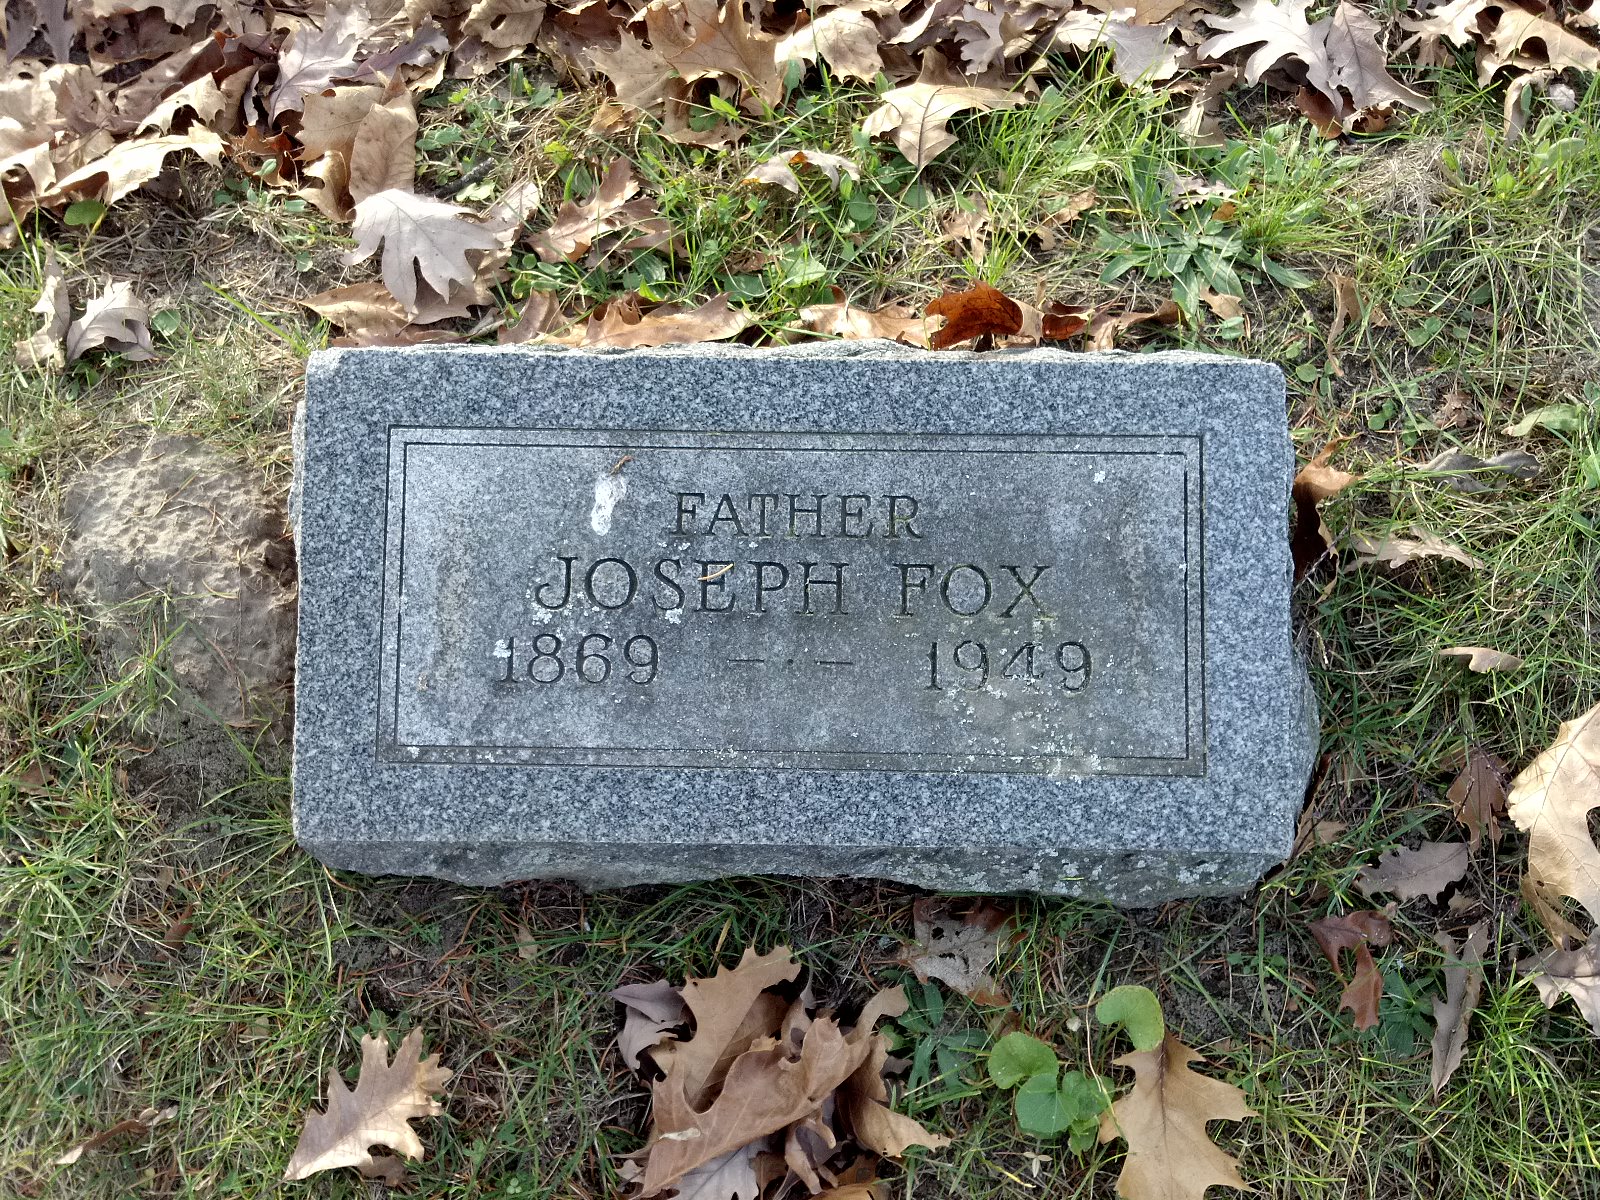 FATHER
JOSEPH FOX
1869 — · — 1949